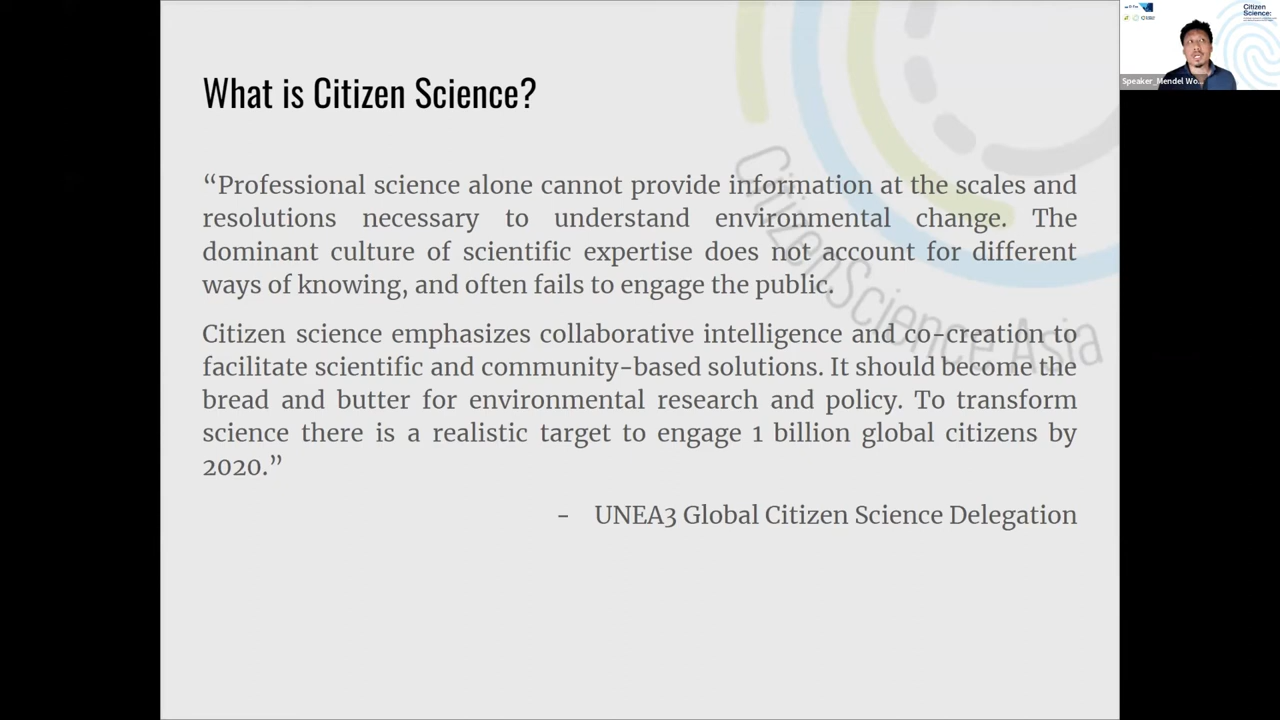 What is Citizen Science?
“Professional science alone cannot provide information at the scales and
resolutions necessary to understand environmental change. The
dominant culture of scientific expertise does not account for different
ways of knowing, and often fails to engage the public.
Citizen science emphasizes collaborative intelligence and co-creation to
facilitate scientific and community-based solutions. It should become the
bread and butter for environmental research and policy. To transform
science there is a realistic target to engage 1 billion global citizens by
2020.”
- UNEA3 Global Citizen Science Delegation
CitizenScience.Asia
Citizen
Science:
Speaker_Mendel Wo...